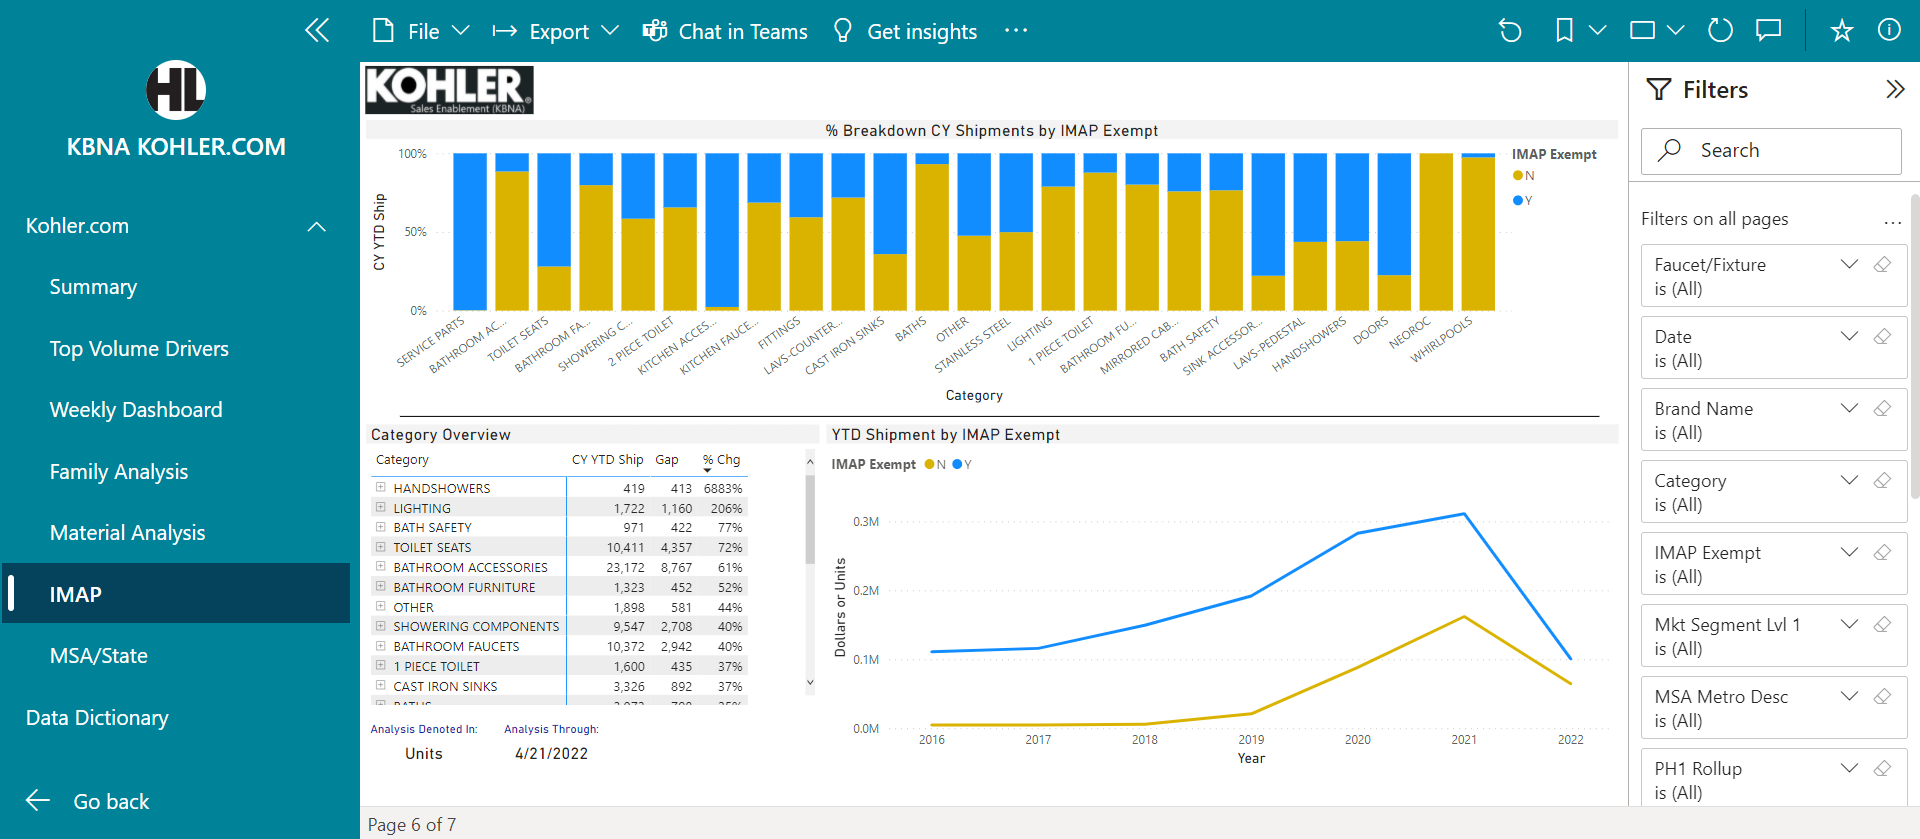 File
Export
Chat in Teams
Get insights
HL
KBNA KOHLER.COM
Kohler.com
Summary
Top Volume Drivers
Weekly Dashboard
Family Analysis
Material Analysis
IMAP
MSA/State
Data Dictionary
Go back
KOHLER®
Sales Enablement (KBNA)
% Breakdown CY Shipments by IMAP Exempt
CY YTD Ship
100%
50%
0%
IMAP Exempt
N
Y
SERVICE PARTS
BATHROOM AC...
TOILET SEATS
BATHROOM FA...
SHOWERING C...
2 PIECE TOILET
KITCHEN ACCES...
KITCHEN FAUCE...
FITTINGS
LAVS-COUNTER...
CAST IRON SINKS
BATHS
OTHER
STAINLESS STEEL
LIGHTING
1 PIECE TOILET
BATHROOM FU...
MIRRORED CAB...
BATH SAFETY
SINK ACCESSOR...
LAVS-PEDESTAL
HANDSHOWERS
DOORS
NEOROC
WHIRLPOOLS
Category
Category Overview
Category CY YTD Ship Gap % Chg
HANDSHOWERS 419 413 6883%
LIGHTING 1,722 1,160 206%
BATH SAFETY 971 422 77%
TOILET SEATS 10,411 4,357 72%
BATHROOM ACCESSORIES 23,172 8,767 61%
BATHROOM FURNITURE 1,323 452 52%
OTHER 1,898 581 44%
SHOWERING COMPONENTS 9,547 2,708 40%
BATHROOM FAUCETS 10,372 2,942 40%
1 PIECE TOILET 1,600 435 37%
CAST IRON SINKS 3,326 892 37%
Analysis Denoted In: Analysis Through:
Units 4/21/2022
YTD Shipment by IMAP Exempt
IMAP Exempt N Y
Dollars or Units
0.3M
0.2M
0.1M
0.0M
2016 2017 2018 2019 2020 2021 2022
Year
Page 6 of 7
Filters
Search
Filters on all pages
Faucet/Fixture
is (All)
Date
is (All)
Brand Name
is (All)
Category
is (All)
IMAP Exempt
is (All)
Mkt Segment Lvl 1
is (All)
MSA Metro Desc
is (All)
PH1 Rollup
is (All)